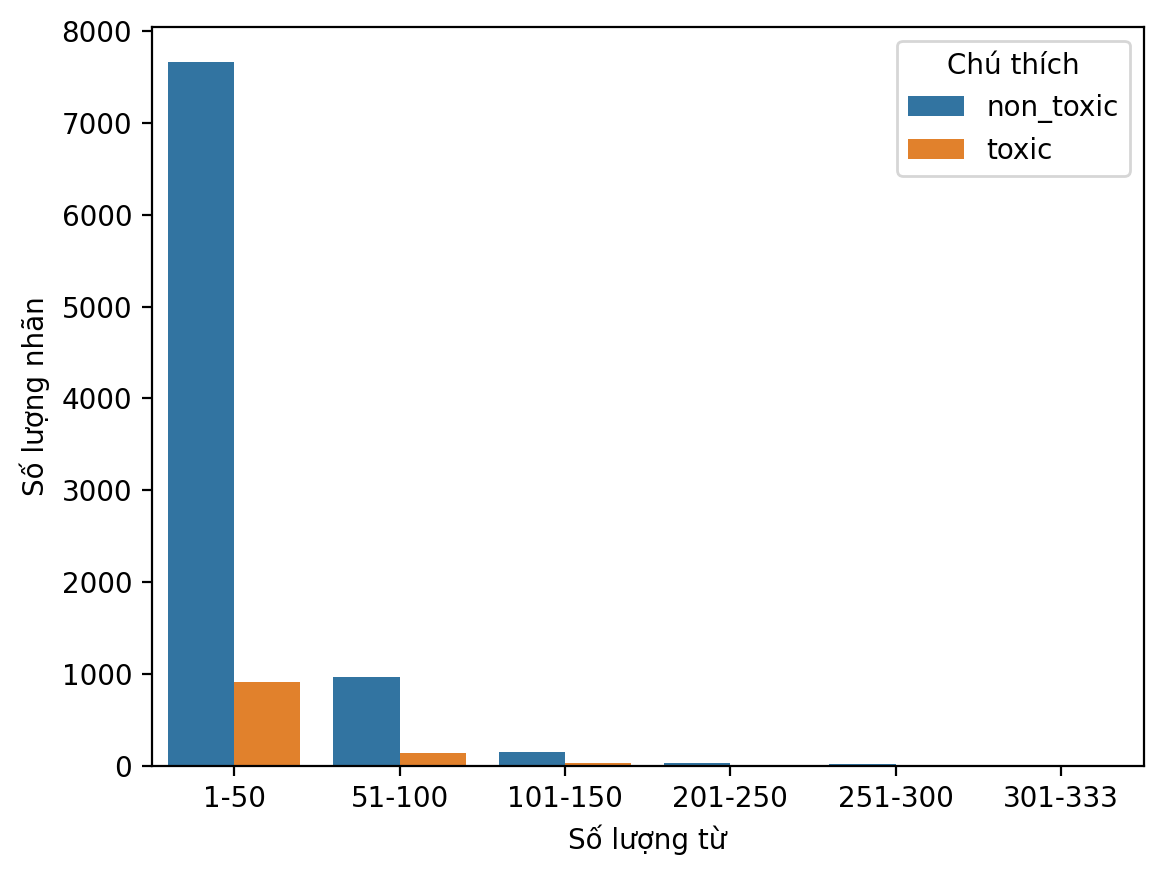 8000
7000
6000
5000
4000
3000
2000
1000
0
Số lượng nhãn
Chú thích
non_toxic
toxic
1-50 51-100 101-150 201-250 251-300 301-333
Số lượng từ